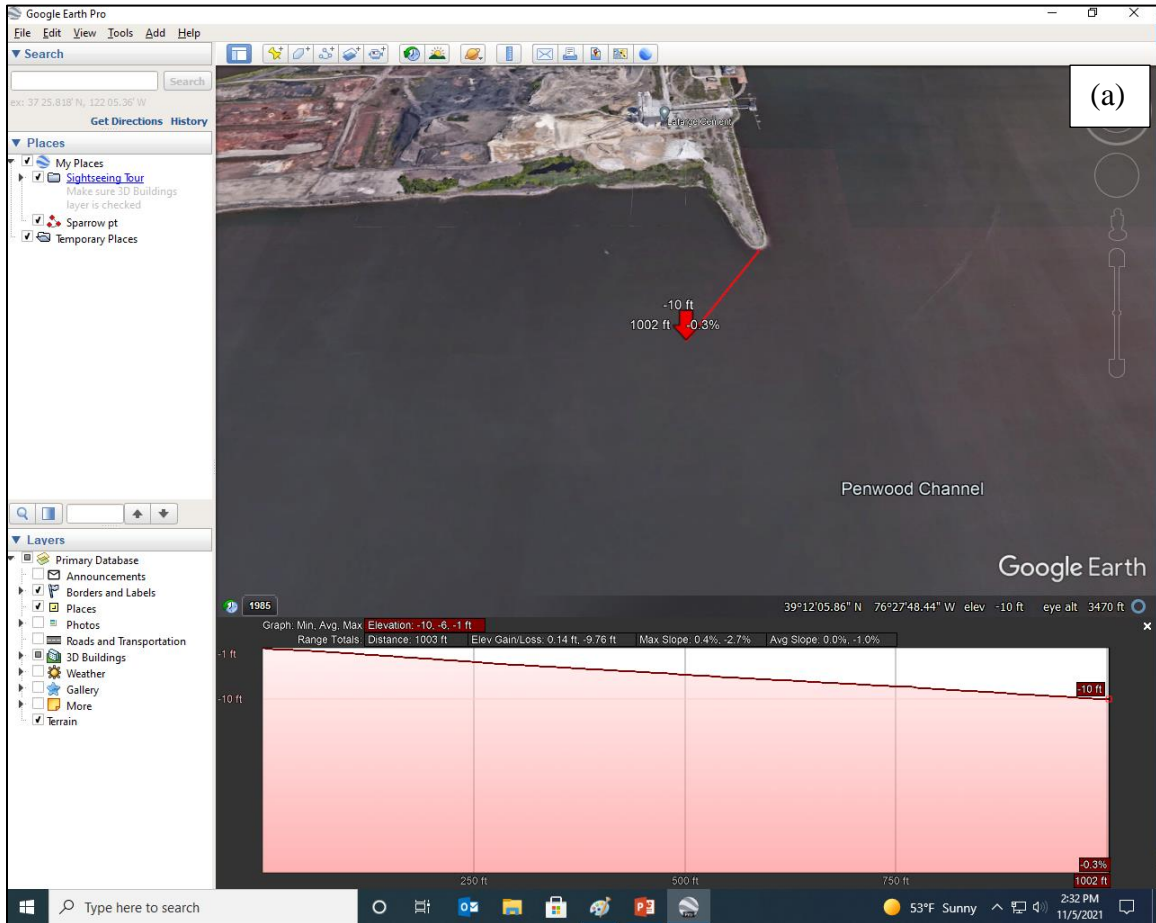 Google Earth Pro
File Edit View Tools Add Help
▼ Search
Search
ex: 37 25.818' N, 122 05.36' W
Get Directions History
▼ Places
My Places
Sightseeing Tour
Make sure 3D Buildings
layer is checked
Sparrow pt
Temporary Places
▼ Layers
Primary Database
Announcements
Borders and Labels
Places
Photos
Roads and Transportation
3D Buildings
Weather
Gallery
More
Terrain
(a)
Lafarge Cement
-10 ft
1002 ft -0.3%
Penwood Channel
Google Earth
1985
39°12'05.86" N 76°27'48.44" W elev -10 ft eye alt 3470 ft
Graph: Min, Avg, Max Elevation: -10, -6, -1 ft
Range Totals: Distance: 1003 ft Elev Gain/Loss: 0.14 ft, -9.76 ft Max Slope: 0.4%, -2.7% Avg Slope: 0.0%, -1.0%
-1 ft
-10 ft
-10 ft
-0.3%
250 ft 500 ft 750 ft 1002 ft
Type here to search
53°F Sunny
2:32 PM
11/5/2021